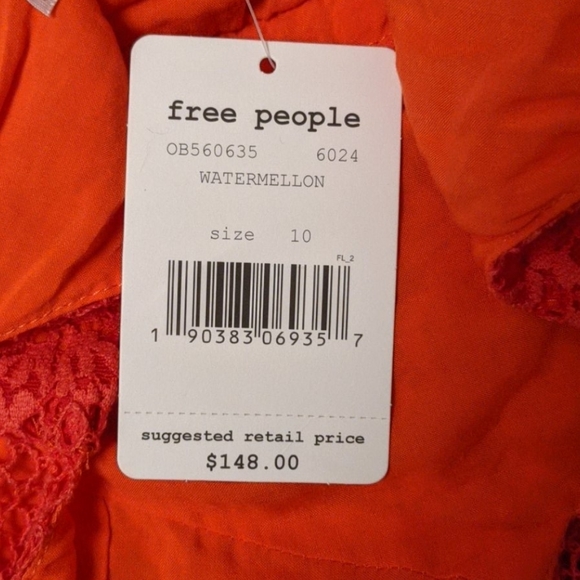 free people
OB560635 6024
WATERMELLON
size 10
FL_2
1 90383 06935 7
suggested retail price
$148.00